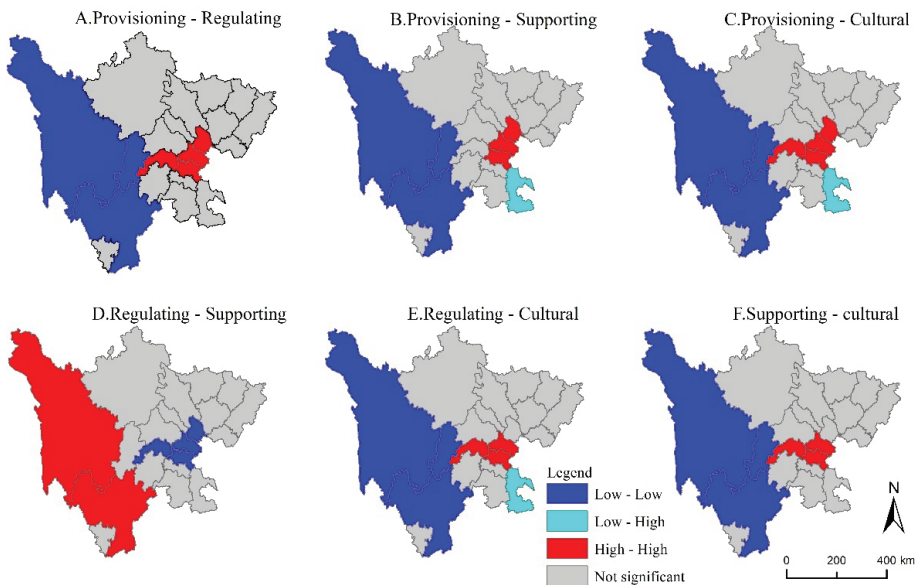 A.Provisioning - Regulating
B.Provisioning - Supporting
C.Provisioning - Cultural
D.Regulating - Supporting
E.Regulating - Cultural
F.Supporting - cultural
Legend
Low - Low
Low - High
High - High
Not significant
N
0 200 400 km